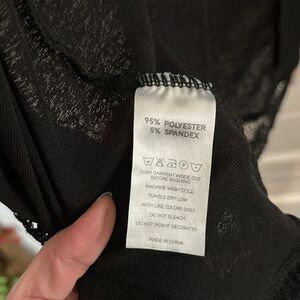 95% POLYESTER
5% SPANDEX
TURN GARMENT INSIDE OUT
BEFORE WASHING
MACHINE WASH COLD
TUMBLE DRY LOW
WITH LIKE COLORS ONLY
DO NOT BLEACH
DO NOT IRON IF DECORATED
MADE IN CHINA